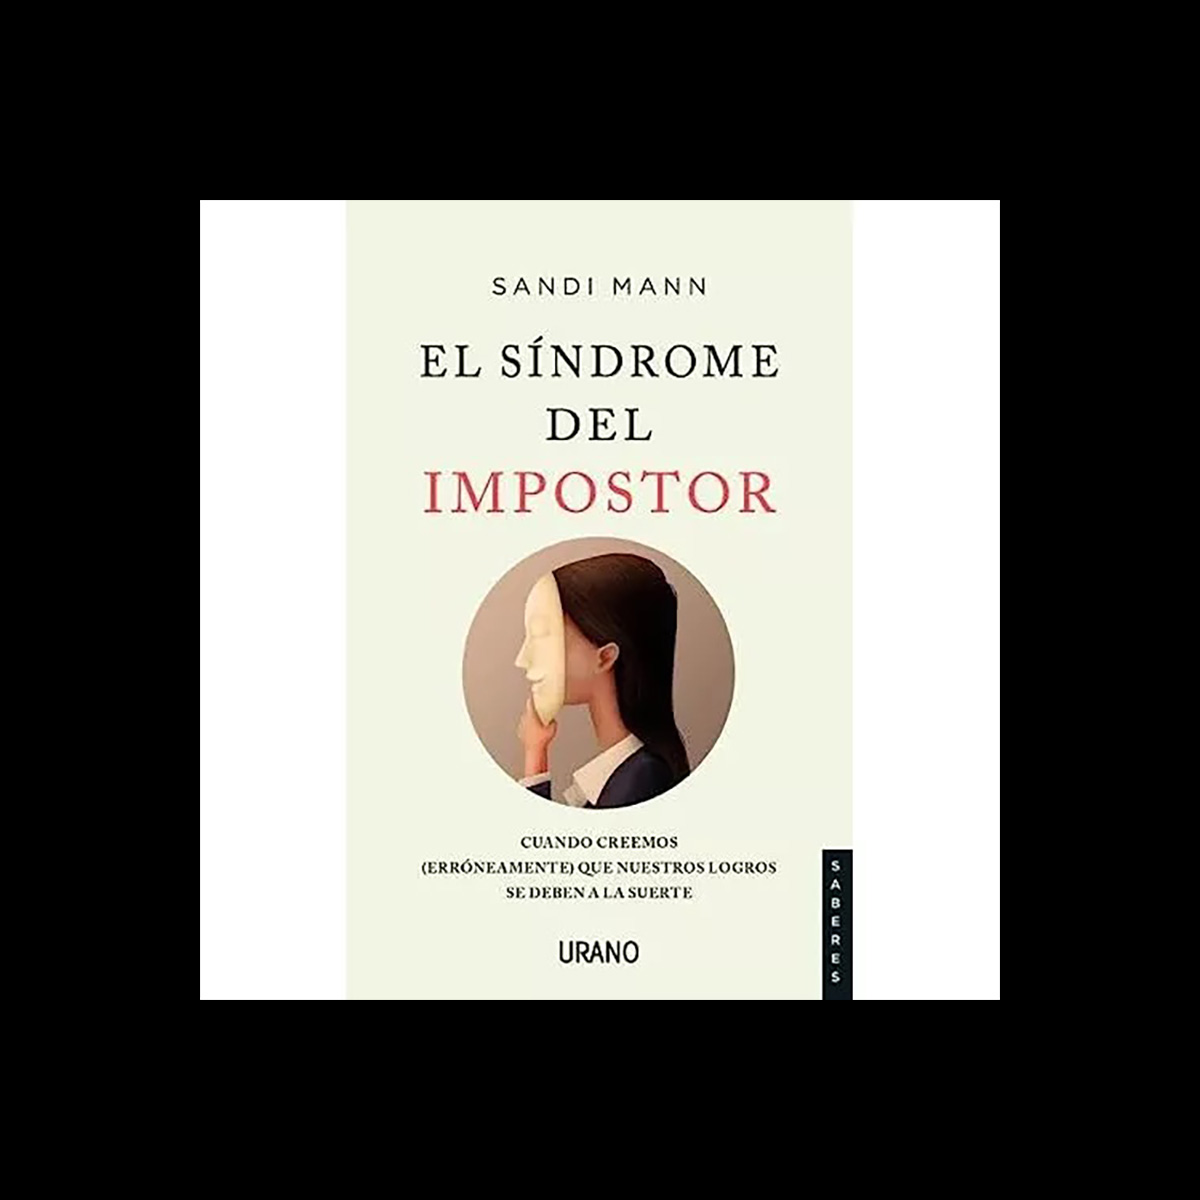 SANDI MANN
EL SÍNDROME
DEL
IMPOSTOR
CUANDO CREEMOS
(ERRÓNEAMENTE) QUE NUESTROS LOGROS
SE DEBEN A LA SUERTE
URANO
SABERES